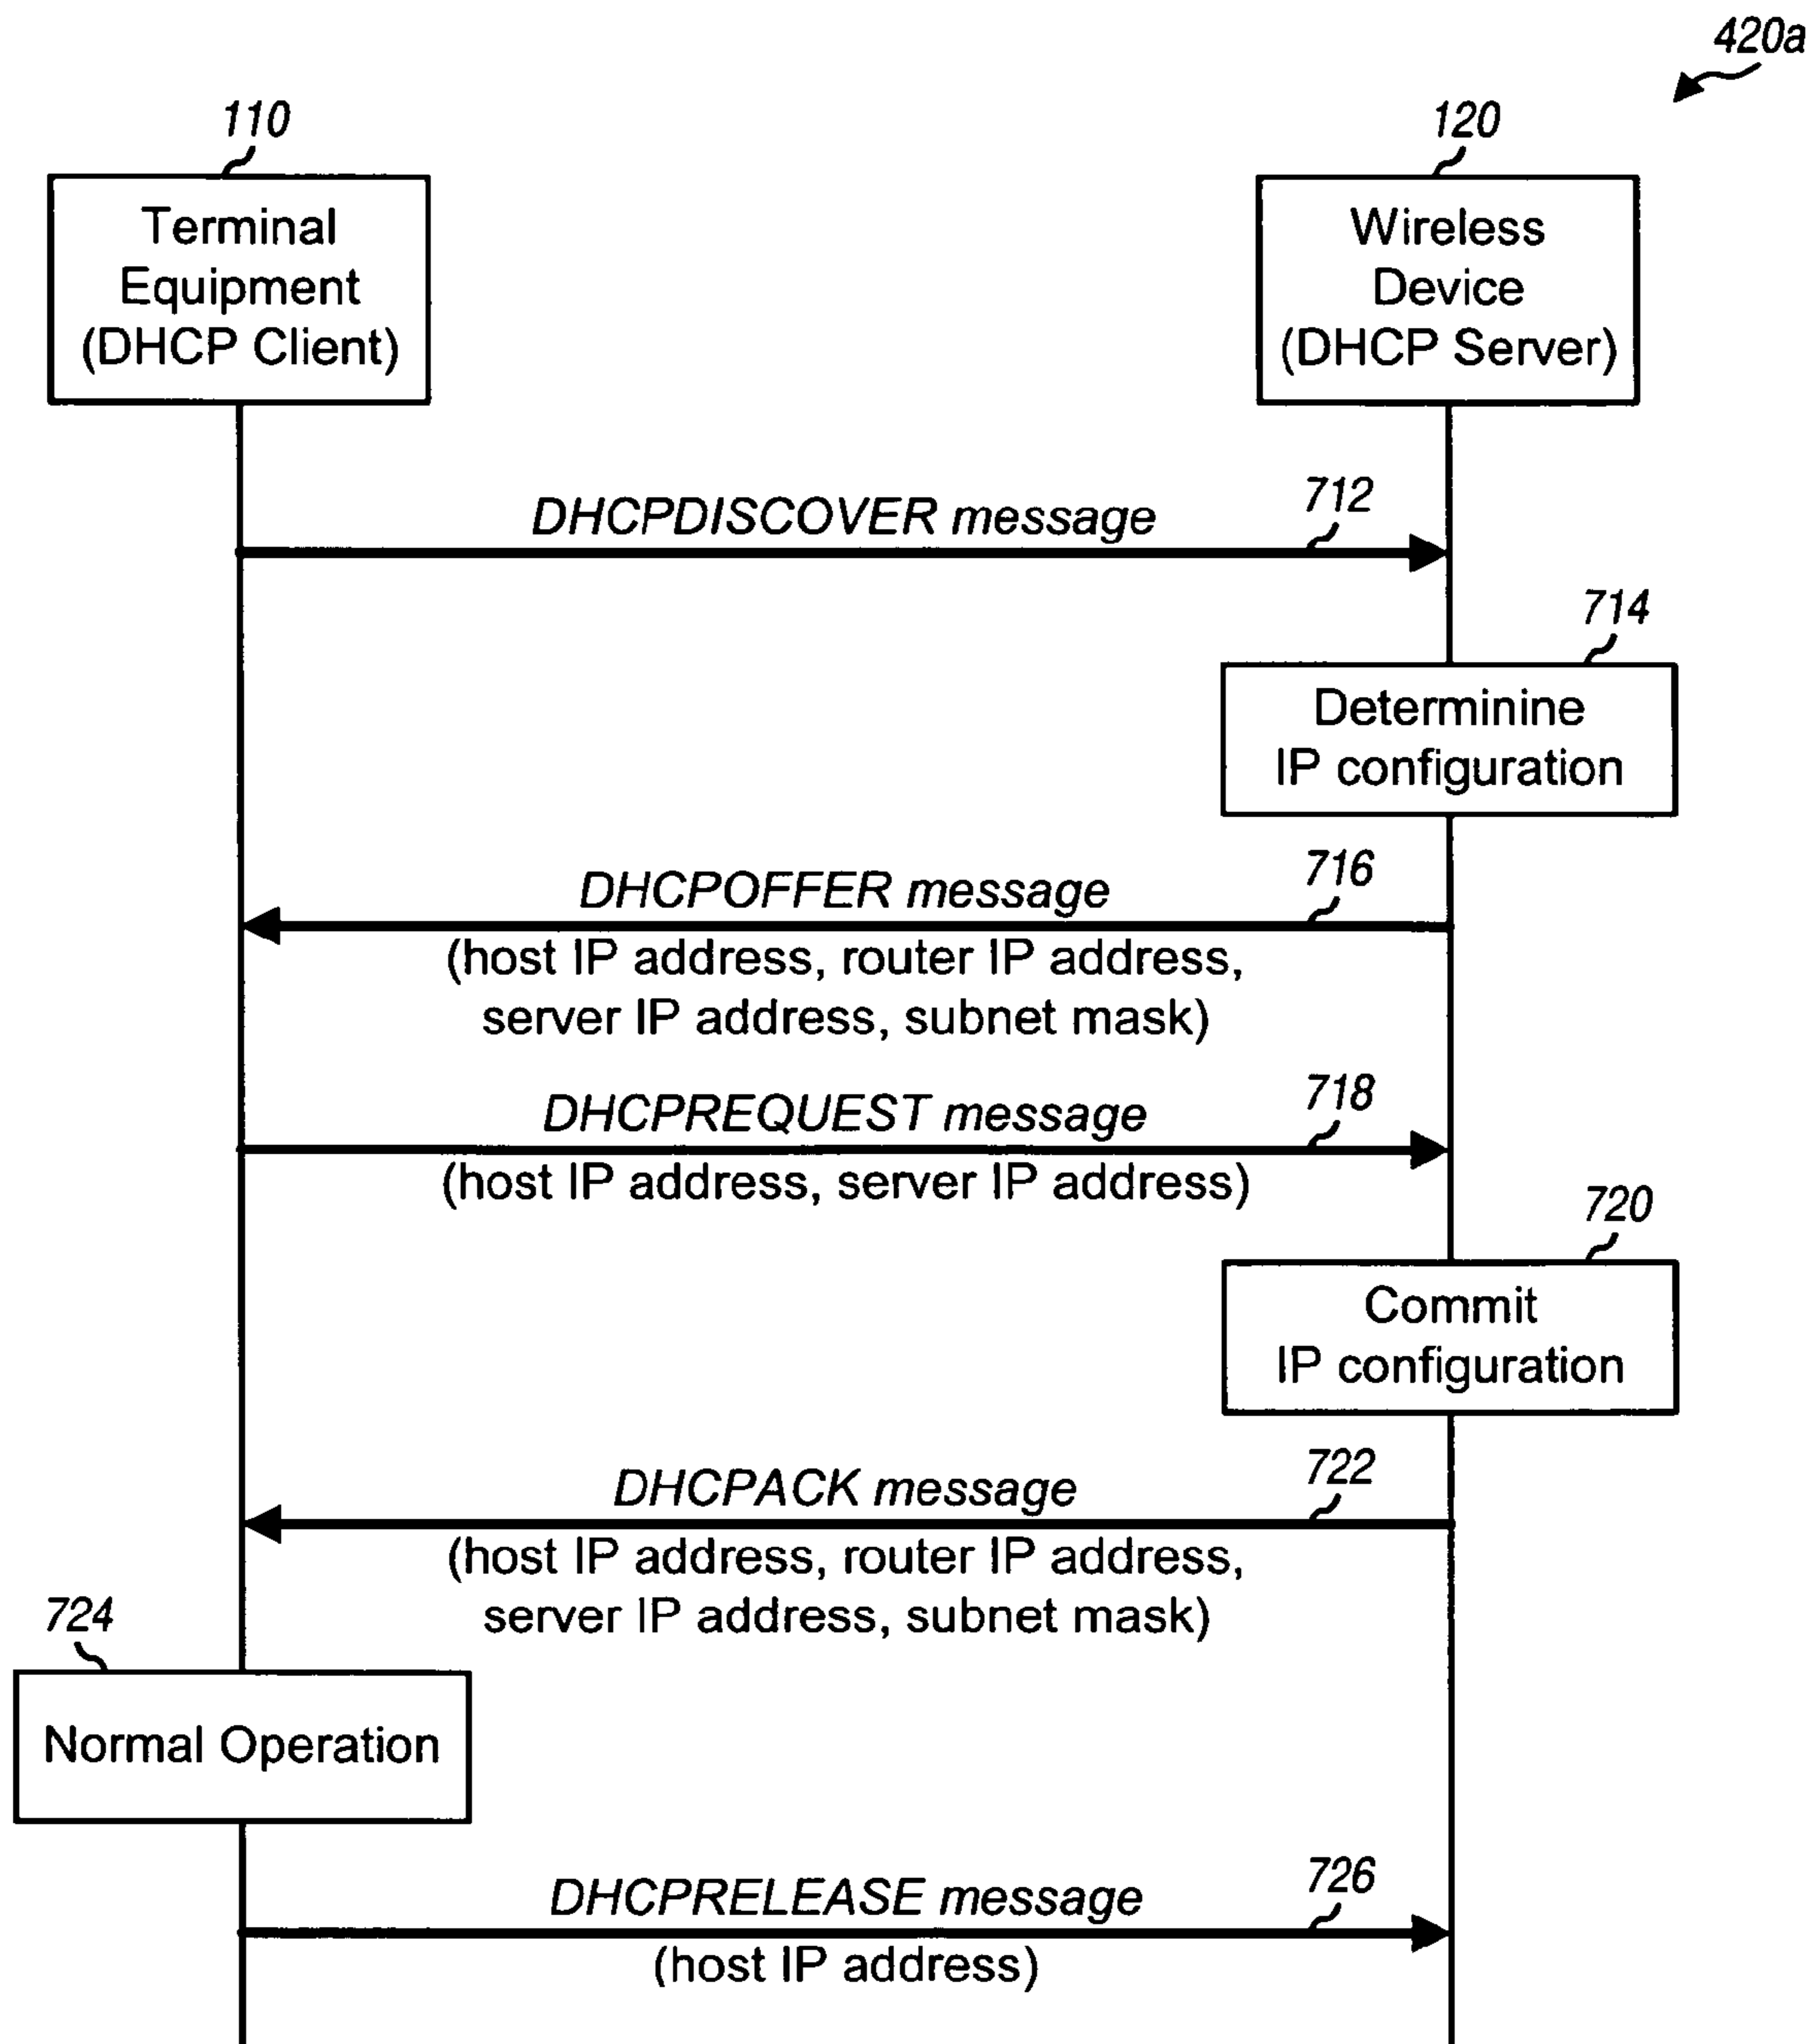 420a
110
120
Terminal
Equipment
(DHCP Client)
Wireless
Device
(DHCP Server)
DHCPDISCOVER message
712
714
Determinine
IP configuration
DHCPOFFER message
716
(host IP address, router IP address,
server IP address, subnet mask)
DHCPREQUEST message
718
(host IP address, server IP address)
720
Commit
IP configuration
DHCPACK message
722
(host IP address, router IP address,
server IP address, subnet mask)
724
Normal Operation
DHCPRELEASE message
726
(host IP address)